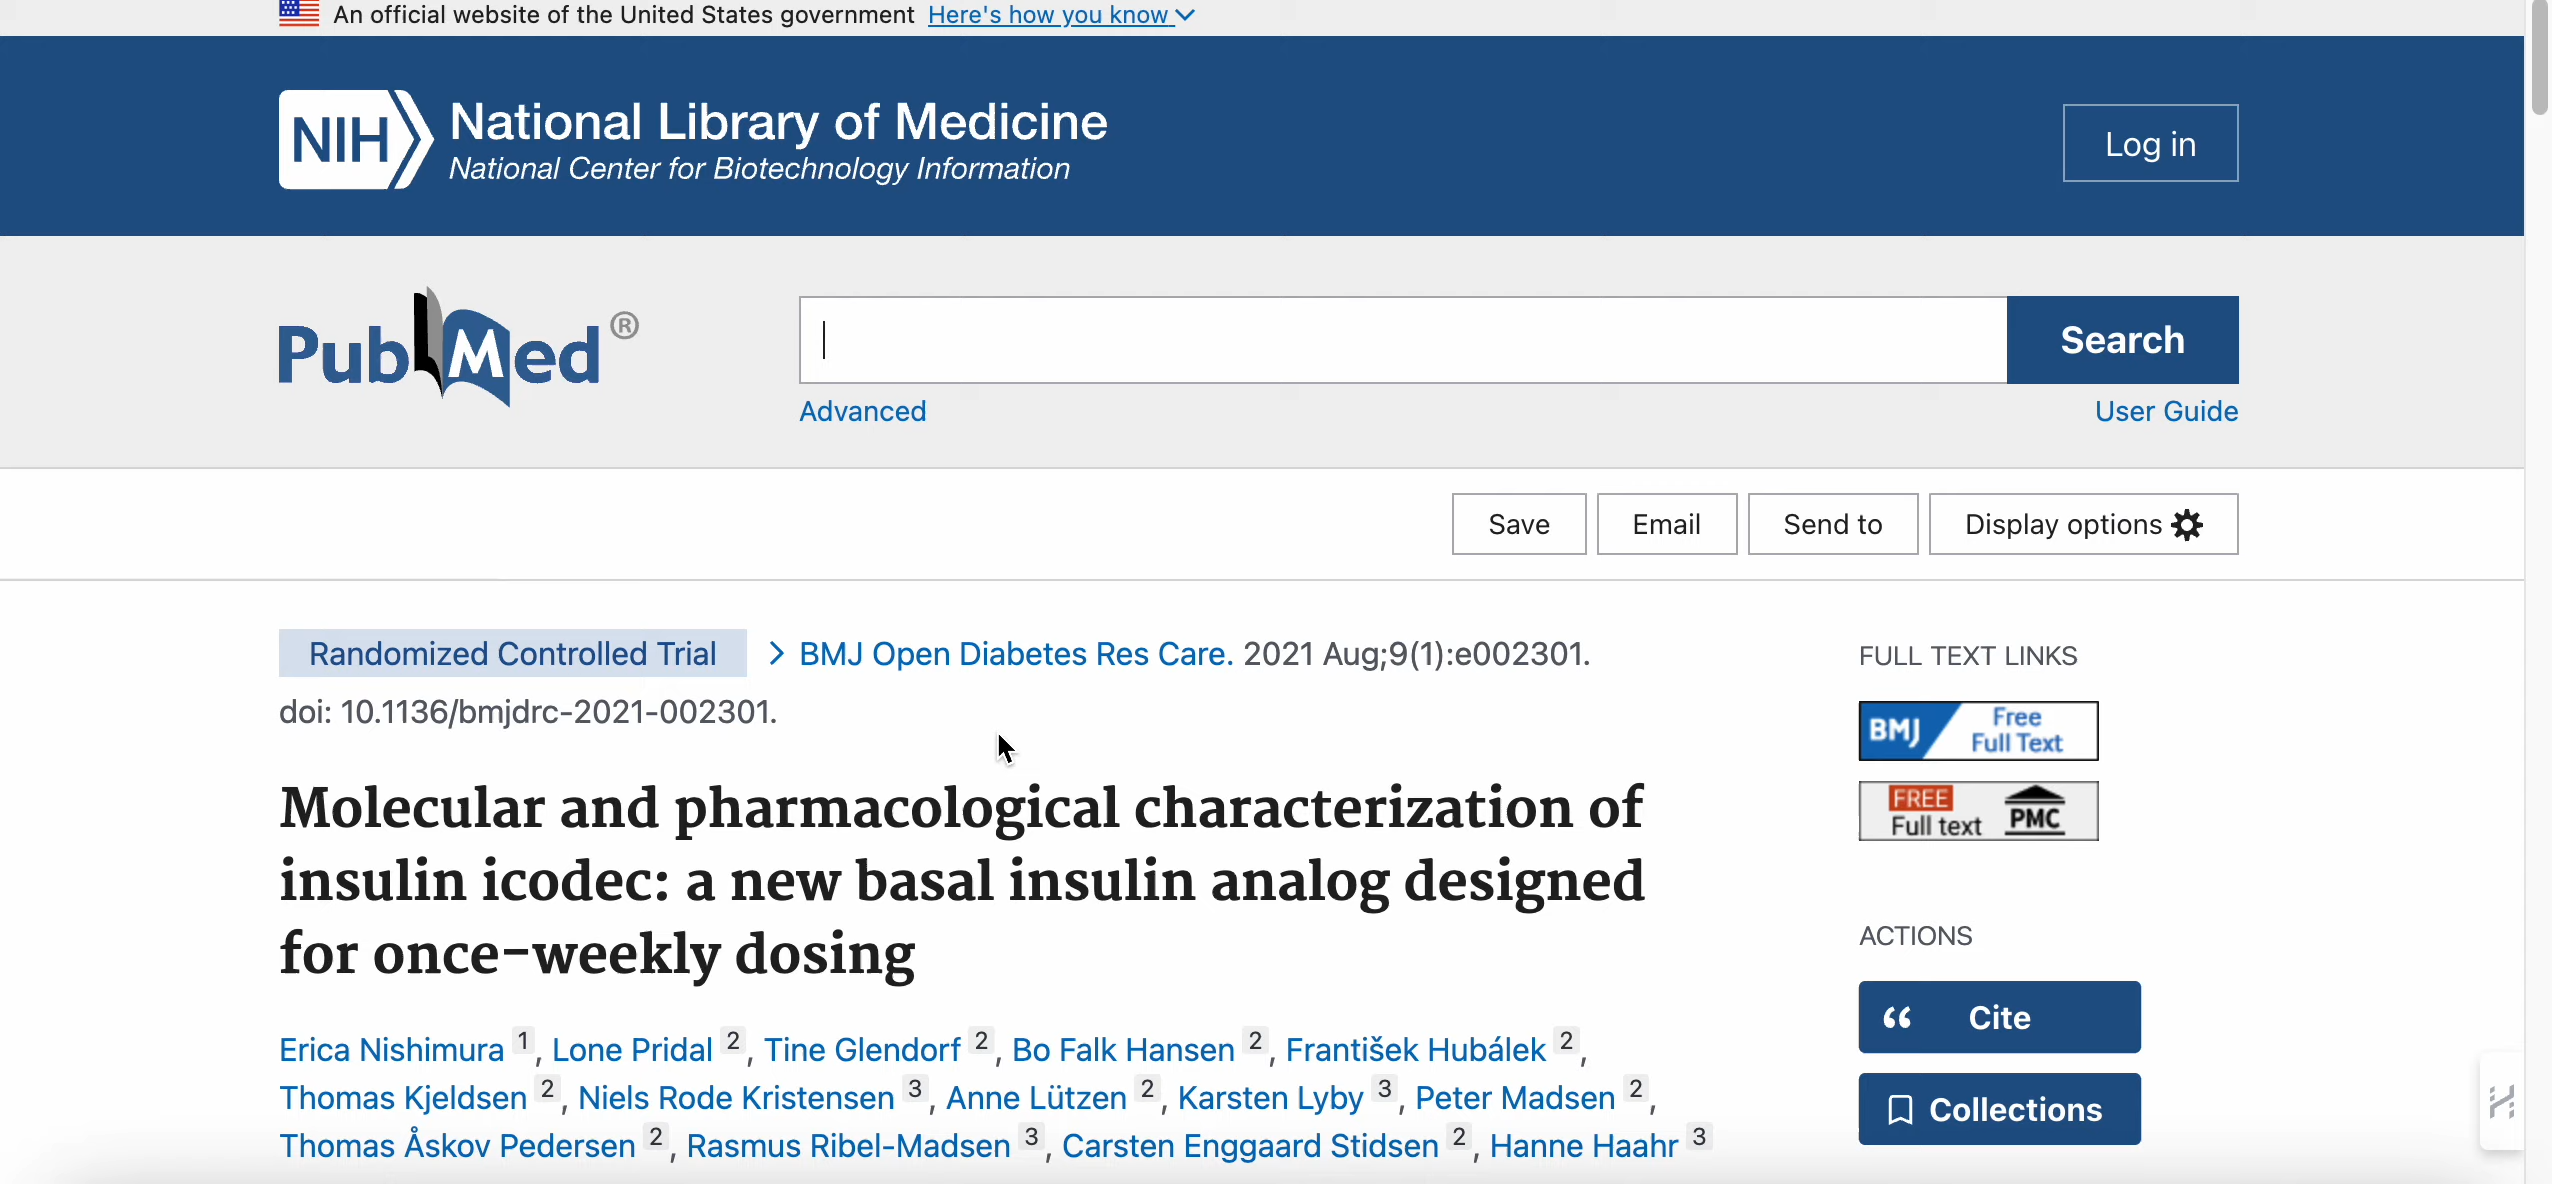 An official website of the United States government Here's how you know
NIH National Library of Medicine
National Center for Biotechnology Information
Log in
PubMed®
Search
Advanced
User Guide
Save Email Send to Display options
Randomized Controlled Trial > BMJ Open Diabetes Res Care. 2021 Aug;9(1):e002301.
doi: 10.1136/bmjdrc-2021-002301.
Molecular and pharmacological characterization of
insulin icodec: a new basal insulin analog designed
for once-weekly dosing
Erica Nishimura 1, Lone Pridal 2, Tine Glendorf 2, Bo Falk Hansen 2, František Hubálek 2,
Thomas Kjeldsen 2, Niels Rode Kristensen 3, Anne Lützen 2, Karsten Lyby 3, Peter Madsen 2,
Thomas Åskov Pedersen 2, Rasmus Ribel-Madsen 3, Carsten Enggaard Stidsen 2, Hanne Haahr 3
FULL TEXT LINKS
BMJ Free
Full Text
FREE
Full text PMC
ACTIONS
Cite
Collections